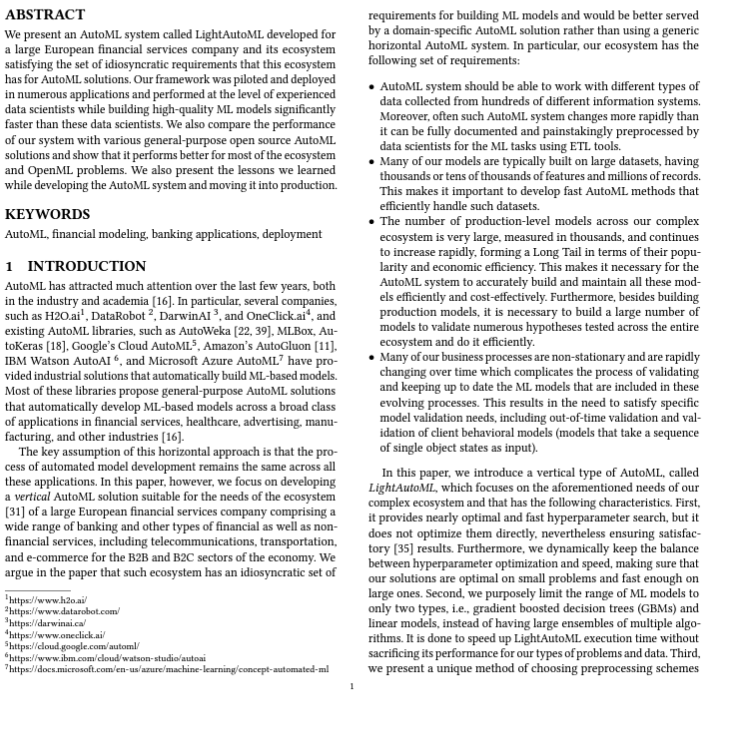 ABSTRACT
We present an AutoML system called LightAutoML developed for
a large European financial services company and its ecosystem
satisfying the set of idiosyncratic requirements that this ecosystem
has for AutoML solutions. Our framework was piloted and deployed
in numerous applications and performed at the level of experienced
data scientists while building high-quality ML models significantly
faster than these data scientists. We also compare the performance
of our system with various general-purpose open source AutoML
solutions and show that it performs better for most of the ecosystem
and OpenML problems. We also present the lessons we learned
while developing the AutoML system and moving it into production.
KEYWORDS
AutoML, financial modeling, banking applications, deployment
1 INTRODUCTION
AutoML has attracted much attention over the last few years, both
in the industry and academia [16]. In particular, several companies,
such as H2O.ai¹, DataRobot ², DarwinAI ³, and OneClick.ai⁴, and
existing AutoML libraries, such as AutoWeka [22, 39], MLBox, Au-
toKeras [18], Google's Cloud AutoML⁵, Amazon's AutoGluon [11],
IBM Watson AutoAI ⁶, and Microsoft Azure AutoML⁷ have pro-
vided industrial solutions that automatically build ML-based models.
Most of these libraries propose general-purpose AutoML solutions
that automatically develop ML-based models across a broad class
of applications in financial services, healthcare, advertising, manu-
facturing, and other industries [16].
The key assumption of this horizontal approach is that the pro-
cess of automated model development remains the same across all
these applications. In this paper, however, we focus on developing
a vertical AutoML solution suitable for the needs of the ecosystem
[31] of a large European financial services company comprising a
wide range of banking and other types of financial as well as non-
financial services, including telecommunications, transportation,
and e-commerce for the B2B and B2C sectors of the economy. We
argue in the paper that such ecosystem has an idiosyncratic set of
¹https://www.h2o.ai/
²https://www.datarobot.com/
³https://darwinai.ca/
⁴https://www.oneclick.ai/
⁵https://cloud.google.com/automl/
⁶https://www.ibm.com/cloud/watson-studio/autoai
⁷https://docs.microsoft.com/en-us/azure/machine-learning/concept-automated-ml
requirements for building ML models and would be better served
by a domain-specific AutoML solution rather than using a generic
horizontal AutoML system. In particular, our ecosystem has the
following set of requirements:
• AutoML system should be able to work with different types of
data collected from hundreds of different information systems.
Moreover, often such AutoML system changes more rapidly than
it can be fully documented and painstakingly preprocessed by
data scientists for the ML tasks using ETL tools.
• Many of our models are typically built on large datasets, having
thousands or tens of thousands of features and millions of records.
This makes it important to develop fast AutoML methods that
efficiently handle such datasets.
• The number of production-level models across our complex
ecosystem is very large, measured in thousands, and continues
to increase rapidly, forming a Long Tail in terms of their popu-
larity and economic efficiency. This makes it necessary for the
AutoML system to accurately build and maintain all these mod-
els efficiently and cost-effectively. Furthermore, besides building
production models, it is necessary to build a large number of
models to validate numerous hypotheses tested across the entire
ecosystem and do it efficiently.
• Many of our business processes are non-stationary and are rapidly
changing over time which complicates the process of validating
and keeping up to date the ML models that are included in these
evolving processes. This results in the need to satisfy specific
model validation needs, including out-of-time validation and val-
idation of client behavioral models (models that take a sequence
of single object states as input).
In this paper, we introduce a vertical type of AutoML, called
LightAutoML, which focuses on the aforementioned needs of our
complex ecosystem and that has the following characteristics. First,
it provides nearly optimal and fast hyperparameter search, but it
does not optimize them directly, nevertheless ensuring satisfac-
tory [35] results. Furthermore, we dynamically keep the balance
between hyperparameter optimization and speed, making sure that
our solutions are optimal on small problems and fast enough on
large ones. Second, we purposely limit the range of ML models to
only two types, i.e., gradient boosted decision trees (GBMs) and
linear models, instead of having large ensembles of multiple algo-
rithms. It is done to speed up LightAutoML execution time without
sacrificing its performance for our types of problems and data. Third,
we present a unique method of choosing preprocessing schemes
1